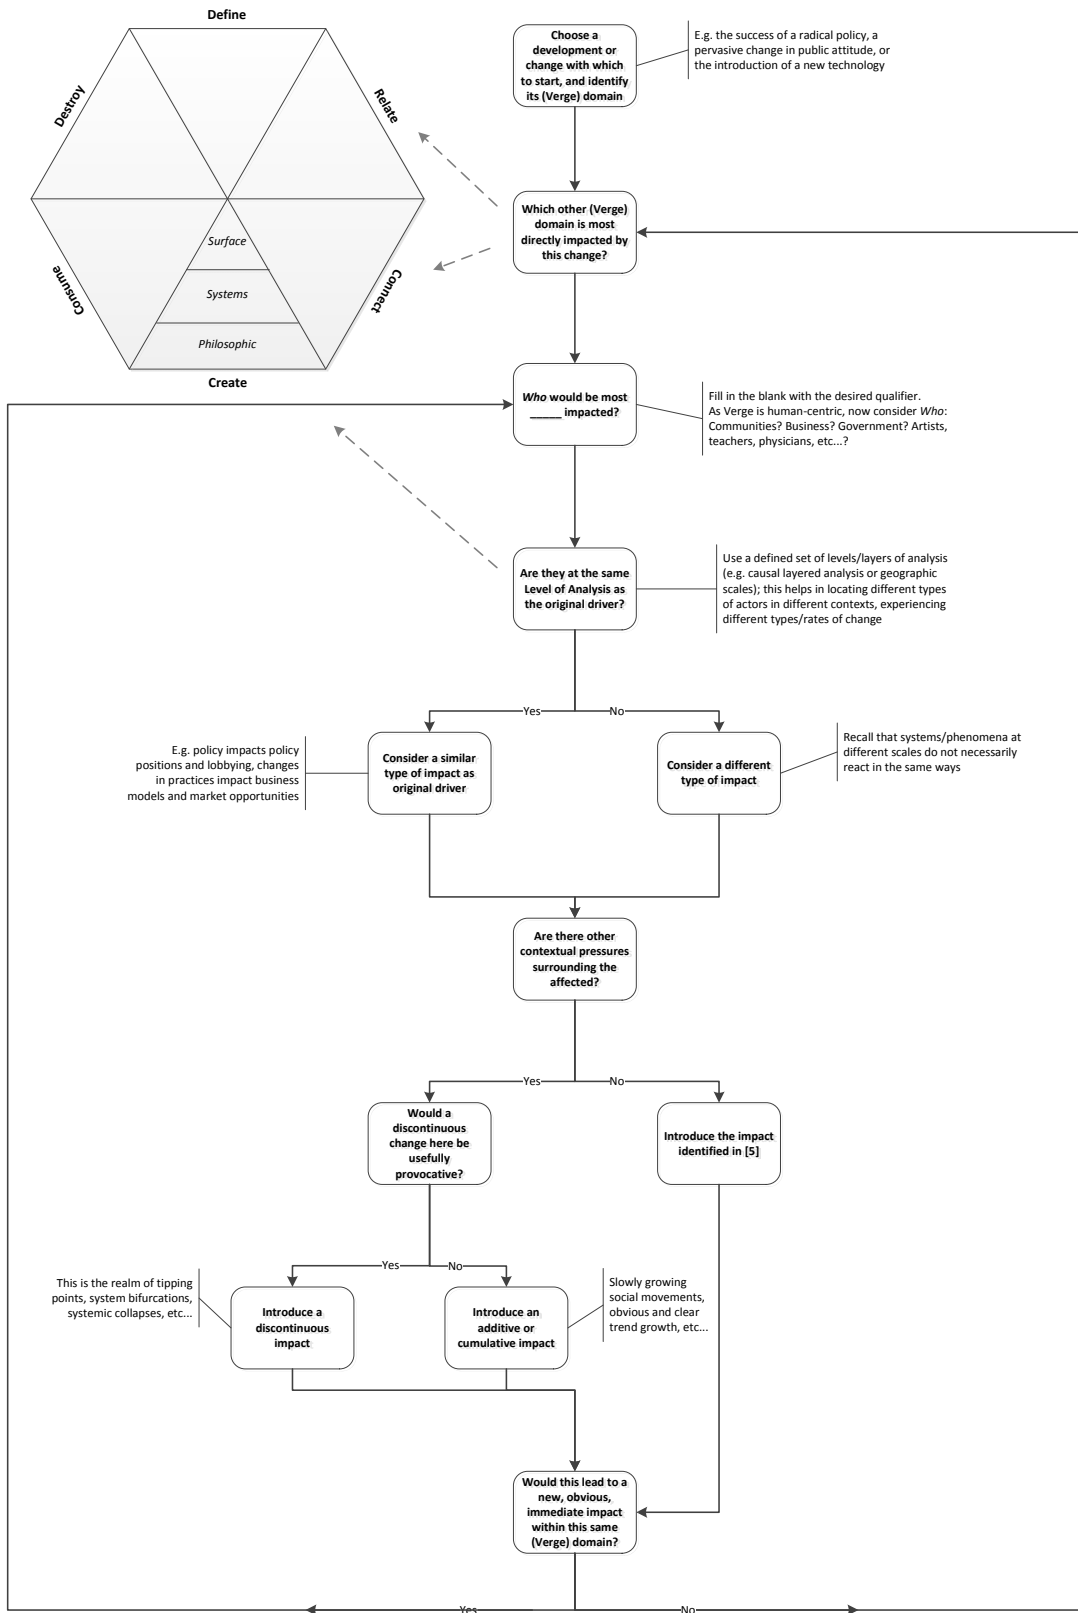 Define
Destroy
Relate
Surface
Systems
Philosophic
Consume
Connect
Create
Choose a
development or
change with which
to start, and identify
its (Verge) domain
E.g. the success of a radical policy, a
pervasive change in public attitude, or
the introduction of a new technology
Which other (Verge)
domain is most
directly impacted by
this change?
Who would be most
_____ impacted?
Fill in the blank with the desired qualifier.
As Verge is human-centric, now consider Who:
Communities? Business? Government? Artists,
teachers, physicians, etc...?
Are they at the same
Level of Analysis as
the original driver?
Use a defined set of levels/layers of analysis
(e.g. causal layered analysis or geographic
scales); this helps in locating different types
of actors in different contexts, experiencing
different types/rates of change
Yes
No
E.g. policy impacts policy
positions and lobbying, changes
in practices impact business
models and market opportunities
Consider a similar
type of impact as
original driver
Consider a different
type of impact
Recall that systems/phenomena at
different scales do not necessarily
react in the same ways
Are there other
contextual pressures
surrounding the
affected?
Yes
No
Would a
discontinuous
change here be
usefully
provocative?
Introduce the impact
identified in [5]
Yes
No
This is the realm of tipping
points, system bifurcations,
systemic collapses, etc...
Introduce a
discontinuous
impact
Introduce an
additive or
cumulative impact
Slowly growing
social movements,
obvious and clear
trend growth, etc...
Would this lead to a
new, obvious,
immediate impact
within this same
(Verge) domain?
Yes
No